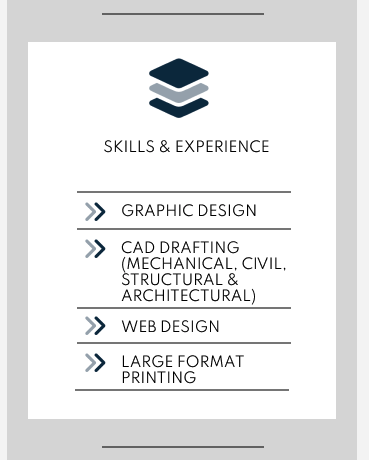 SKILLS & EXPERIENCE
GRAPHIC DESIGN
CAD DRAFTING
(MECHANICAL, CIVIL,
STRUCTURAL &
ARCHITECTURAL)
WEB DESIGN
LARGE FORMAT
PRINTING